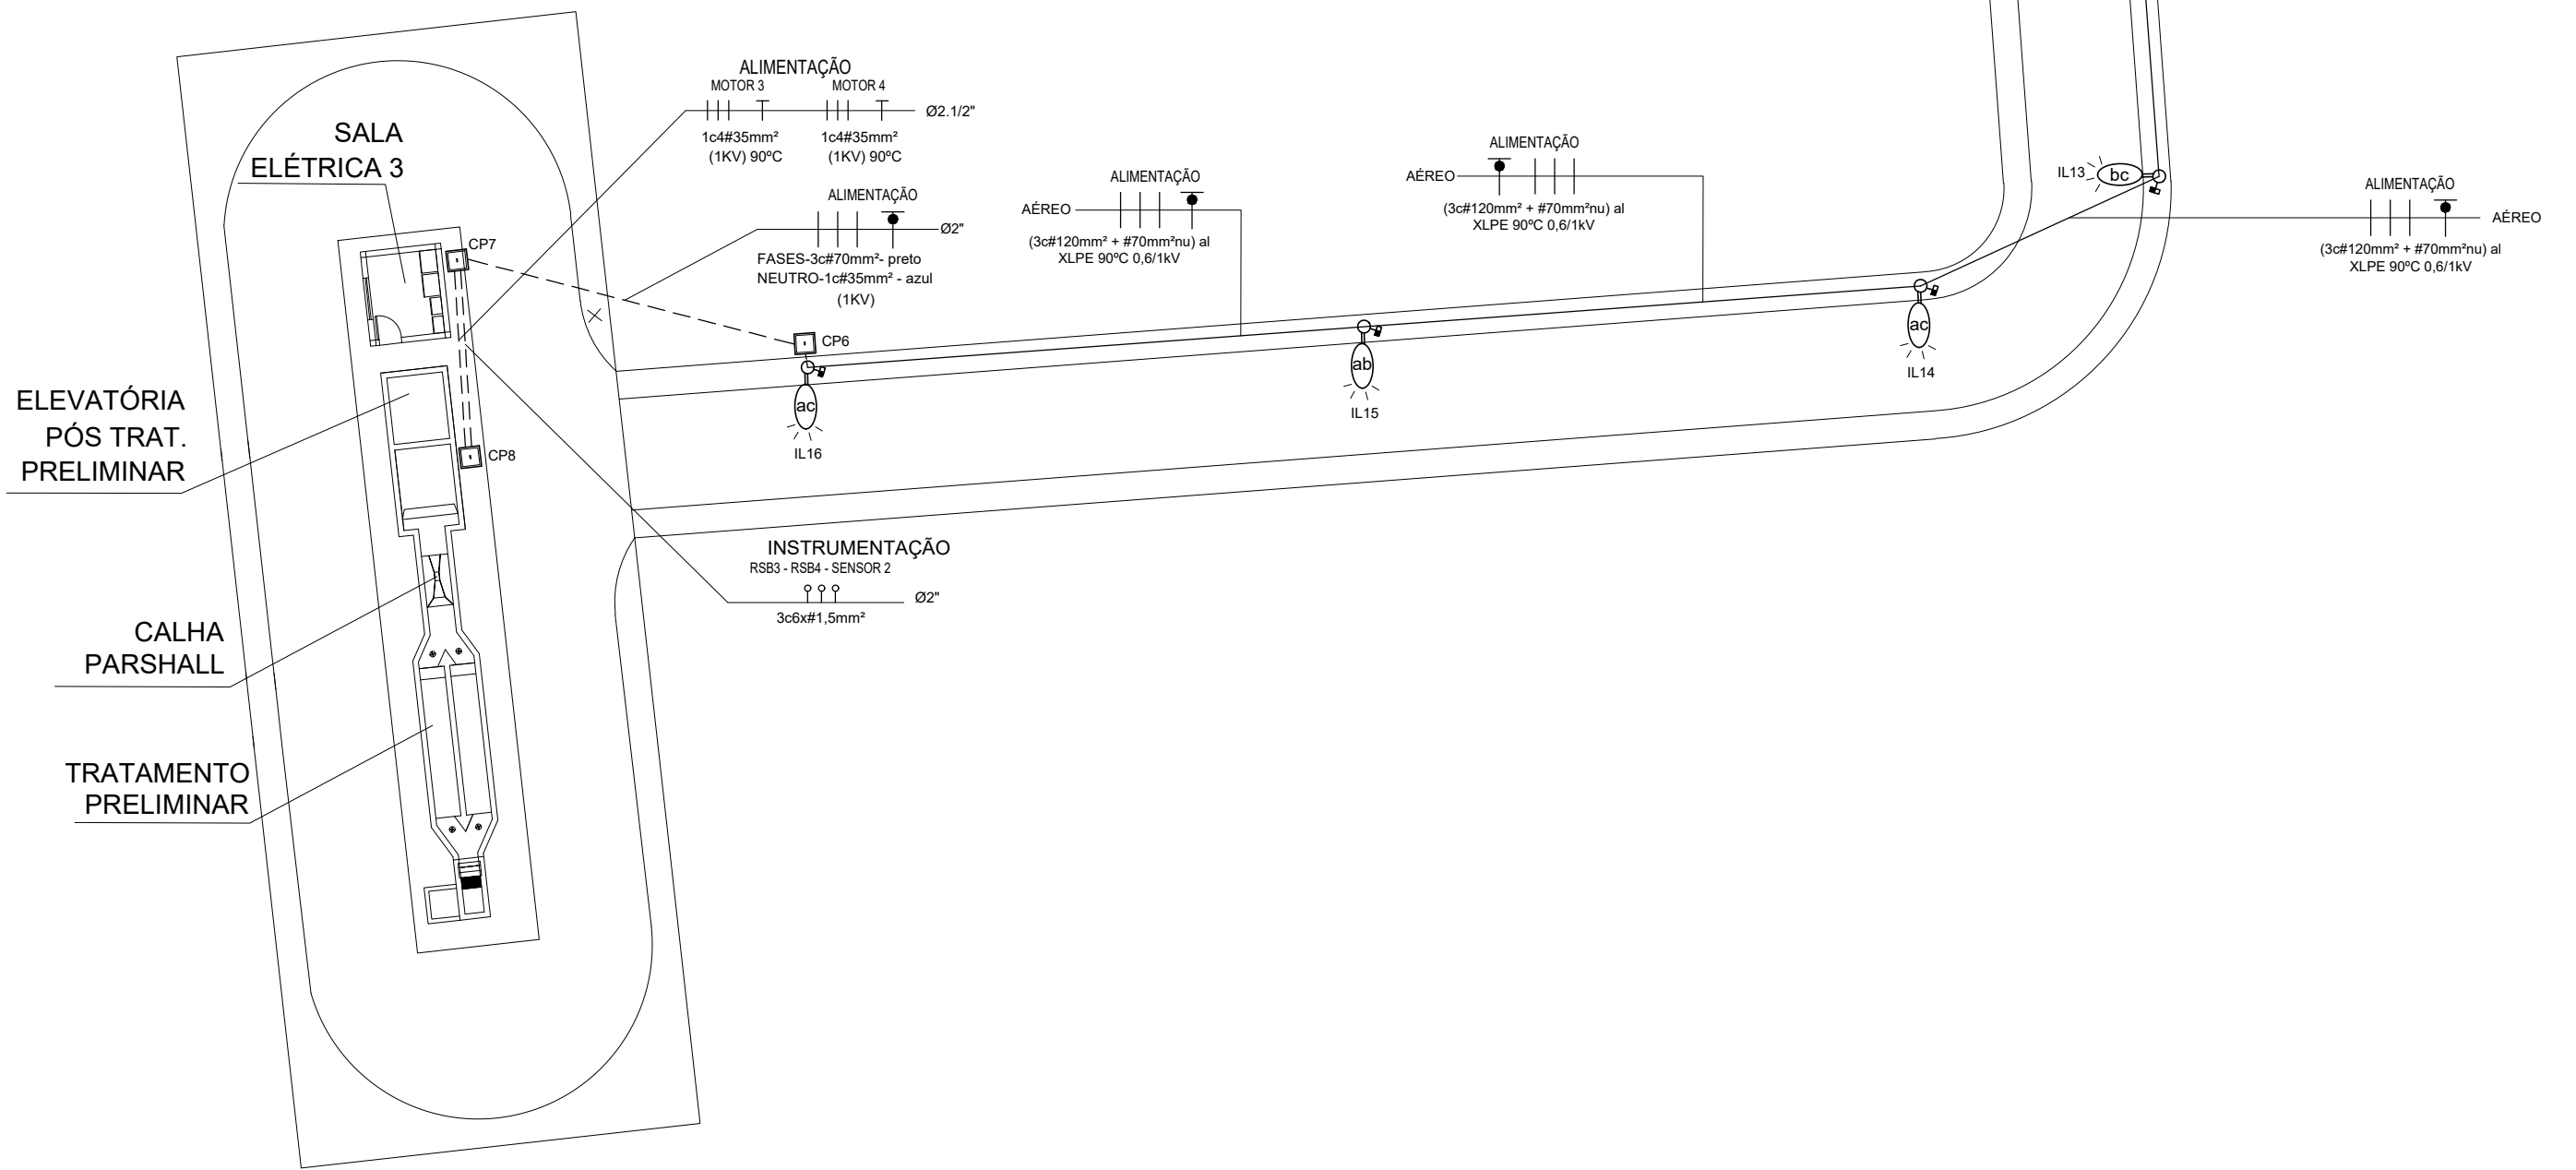 ALIMENTAÇÃO
MOTOR 3
MOTOR 4
Ø2.1/2"
1c4#35mm²
(1KV) 90ºC
1c4#35mm²
(1KV) 90ºC
SALA
ELÉTRICA 3
ALIMENTAÇÃO
Ø2"
FASES-3c#70mm²- preto
NEUTRO-1c#35mm² - azul
(1KV)
ALIMENTAÇÃO
AÉREO
(3c#120mm² + #70mm²nu) al
XLPE 90ºC 0,6/1kV
ALIMENTAÇÃO
AÉREO
(3c#120mm² + #70mm²nu) al
XLPE 90ºC 0,6/1kV
IL13
bc
ALIMENTAÇÃO
AÉREO
(3c#120mm² + #70mm²nu) al
XLPE 90ºC 0,6/1kV
CP7
CP6
ac
IL16
ab
IL15
ac
IL14
ELEVATÓRIA
PÓS TRAT.
PRELIMINAR
CP8
INSTRUMENTAÇÃO
RSB3 - RSB4 - SENSOR 2
Ø2"
3c6x#1,5mm²
CALHA
PARSHALL
TRATAMENTO
PRELIMINAR